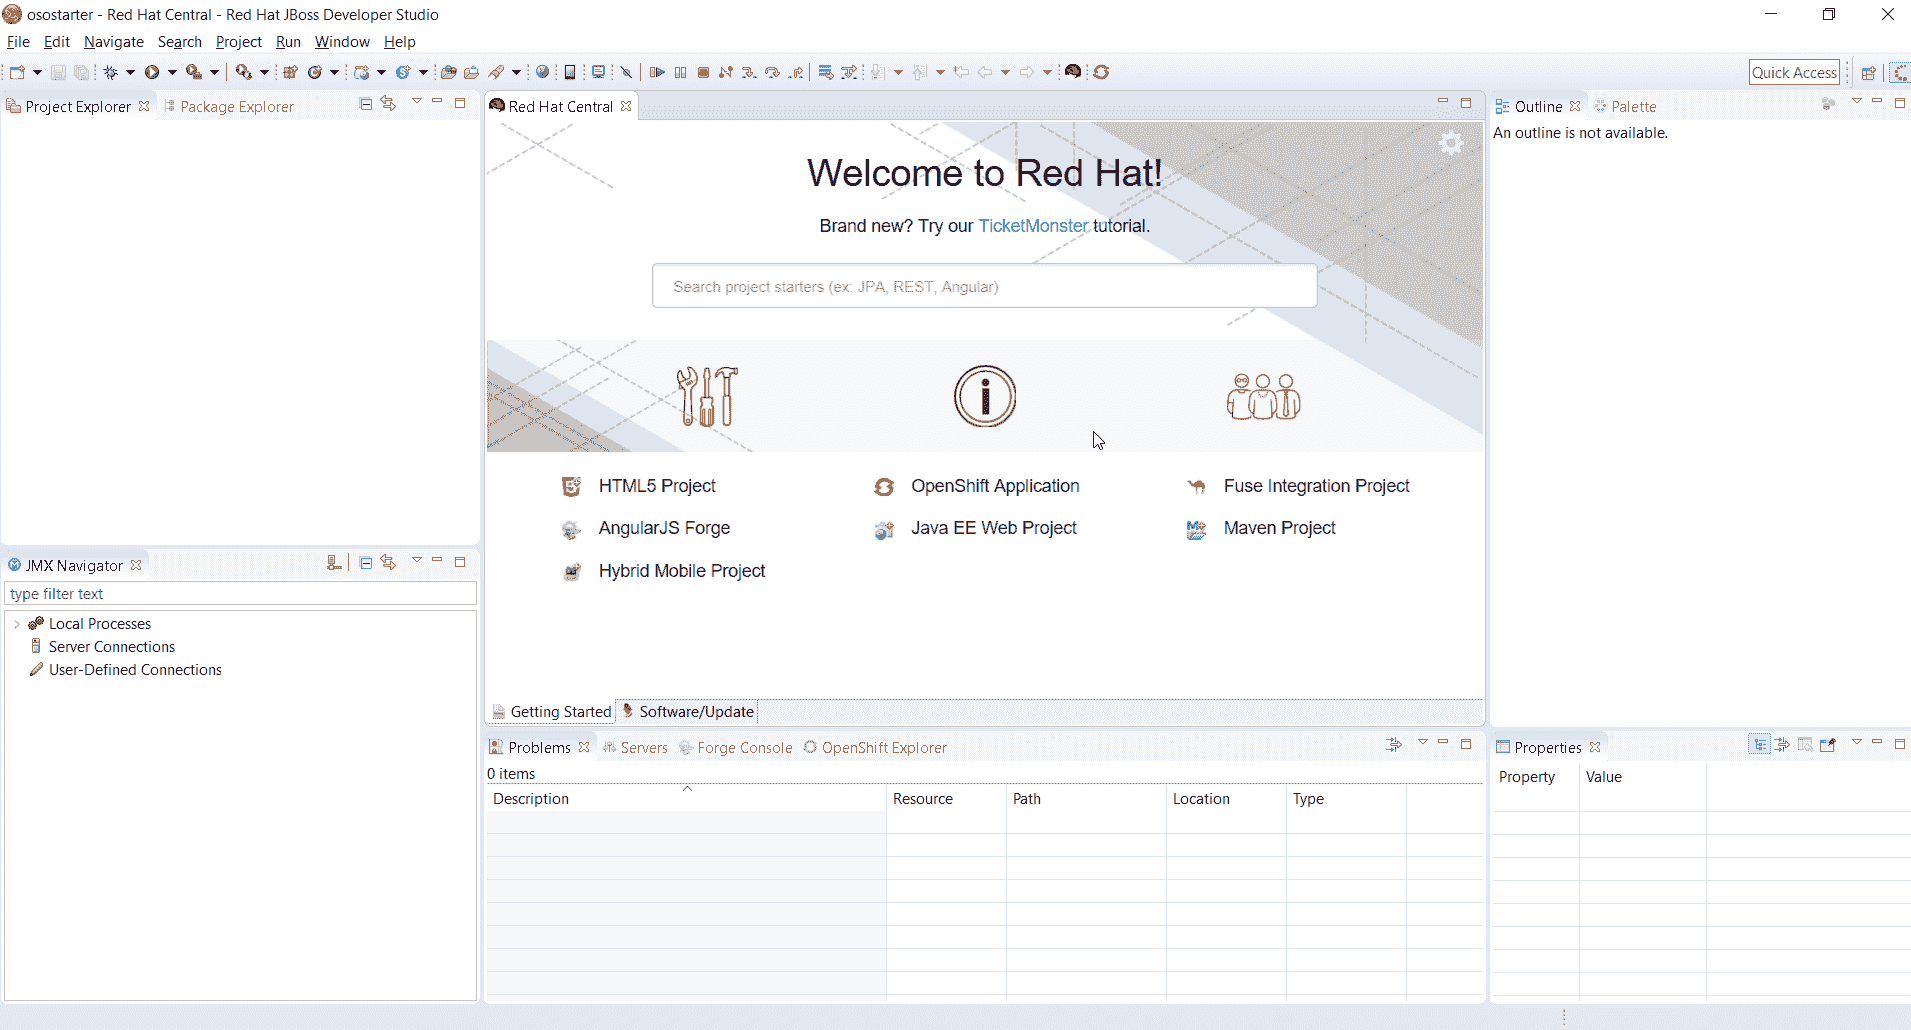 osostarter - Red Hat Central - Red Hat JBoss Developer Studio
File Edit Navigate Search Project Run Window Help
Quick Access
Project Explorer Package Explorer
Red Hat Central
Outline Palette
An outline is not available.
Welcome to Red Hat!
Brand new? Try our TicketMonster tutorial.
Search project starters (ex: JPA, REST, Angular)
HTML5 Project OpenShift Application Fuse Integration Project
AngularJS Forge Java EE Web Project Maven Project
Hybrid Mobile Project
JMX Navigator
type filter text
Local Processes
Server Connections
User-Defined Connections
Getting Started Software/Update
Problems Servers Forge Console OpenShift Explorer
0 items
Description Resource Path Location Type
Properties
Property Value